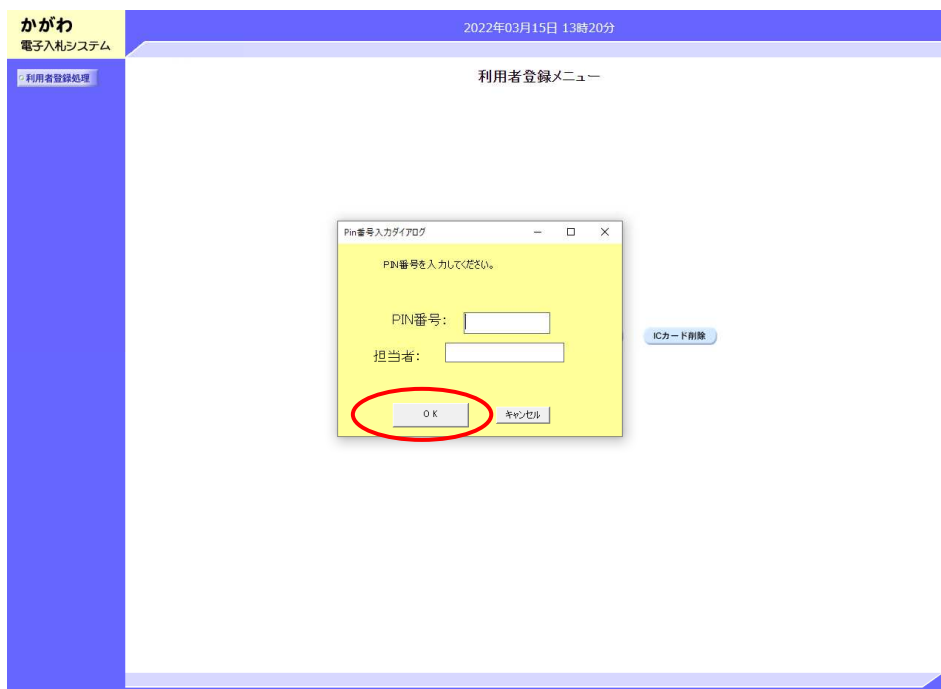 かがわ
電子入札システム
2022年03月15日 13時20分
利用者登録処理
利用者登録メニュー
Pin番号入力ダイアログ
PIN番号を入力してください。
PIN番号：
担当者：
ICカード削除
OK
キャンセル